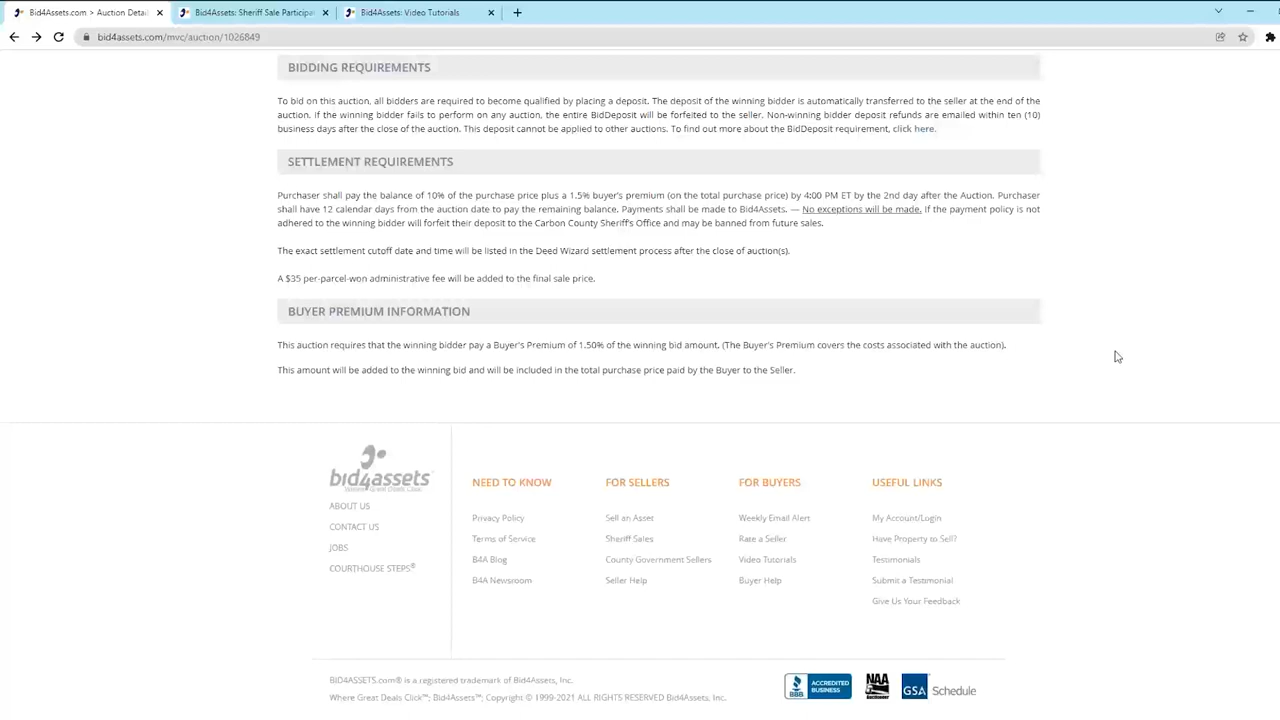 Bid4Assets.com > Auction Detai
Bid4Assets: Sheriff Sale Participa
Bid4Assets: Video Tutorials
bid4assets.com/mvc/auction/1026849
BIDDING REQUIREMENTS
To bid on this auction, all bidders are required to become qualified by placing a deposit. The deposit of the winning bidder is automatically transferred to the seller at the end of the
auction. If the winning bidder fails to perform on any auction, the entire BidDeposit will be forfeited to the seller. Non-winning bidder deposit refunds are emailed within ten (10)
business days after the close of the auction. This deposit cannot be applied to other auctions. To find out more about the BidDeposit requirement, click here.
SETTLEMENT REQUIREMENTS
Purchaser shall pay the balance of 10% of the purchase price plus a 1.5% buyer's premium (on the total purchase price) by 4:00 PM ET by the 2nd day after the Auction. Purchaser
shall have 12 calendar days from the auction date to pay the remaining balance. Payments shall be made to Bid4Assets. — No exceptions will be made. If the payment policy is not
adhered to the winning bidder will forfeit their deposit to the Carbon County Sheriff's Office and may be banned from future sales.
The exact settlement cutoff date and time will be listed in the Deed Wizard settlement process after the close of auction(s).
A $35 per-parcel-won administrative fee will be added to the final sale price.
BUYER PREMIUM INFORMATION
This auction requires that the winning bidder pay a Buyer's Premium of 1.50% of the winning bid amount. (The Buyer's Premium covers the costs associated with the auction).
This amount will be added to the winning bid and will be included in the total purchase price paid by the Buyer to the Seller.
bid4assets
ABOUT US
CONTACT US
JOBS
COURTHOUSE STEPS®
NEED TO KNOW
Privacy Policy
Terms of Service
B4A Blog
B4A Newsroom
FOR SELLERS
Sell an Asset
Sheriff Sales
County Government Sellers
Seller Help
FOR BUYERS
Weekly Email Alert
Rate a Seller
Video Tutorials
Buyer Help
USEFUL LINKS
My Account/Login
Have Property to Sell?
Testimonials
Submit a Testimonial
Give Us Your Feedback
BID4ASSETS.com® is a registered trademark of Bid4Assets, Inc.
Where Great Deals Click™; Bid4Assets™; Copyright © 1999-2021 ALL RIGHTS RESERVED Bid4Assets, Inc.
BBB
ACCREDITED
BUSINESS
NAA
GSA Schedule